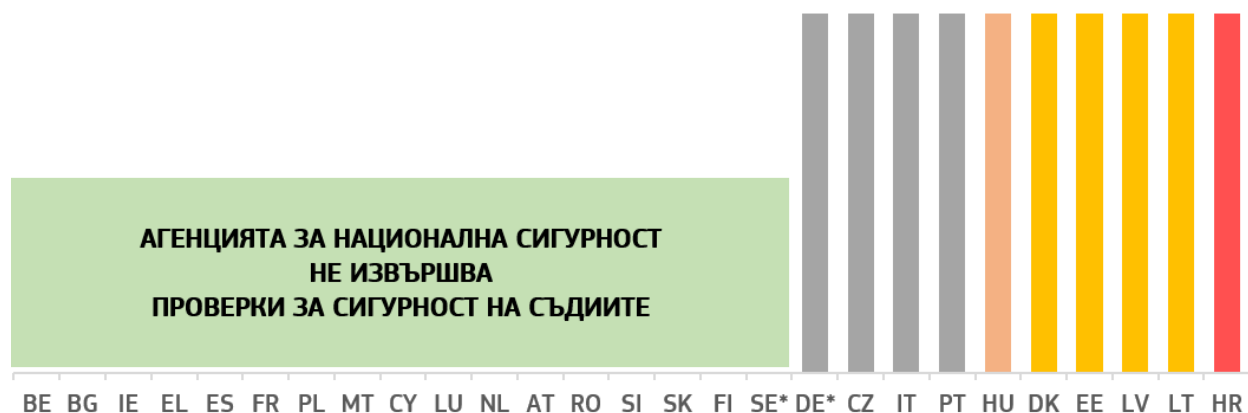 АГЕНЦИЯТА ЗА НАЦИОНАЛНА СИГУРНОСТ
НЕ ИЗВЪРШВА
ПРОВЕРКИ ЗА СИГУРНОСТ НА СЪДИИТЕ
BE BG IE EL ES FR PL MT CY LU NL AT RO SI SK FI SE* DE* CZ IT PT HU DK EE LV LT HR